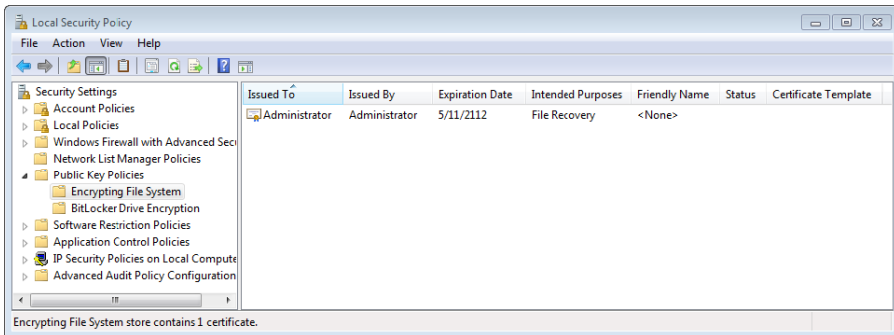 Local Security Policy
File Action View Help
Security Settings
Account Policies
Local Policies
Windows Firewall with Advanced Secu
Network List Manager Policies
Public Key Policies
Encrypting File System
BitLocker Drive Encryption
Software Restriction Policies
Application Control Policies
IP Security Policies on Local Compute
Advanced Audit Policy Configuration
Issued To Issued By Expiration Date Intended Purposes Friendly Name Status Certificate Template
Administrator Administrator 5/11/2112 File Recovery <None>
Encrypting File System store contains 1 certificate.